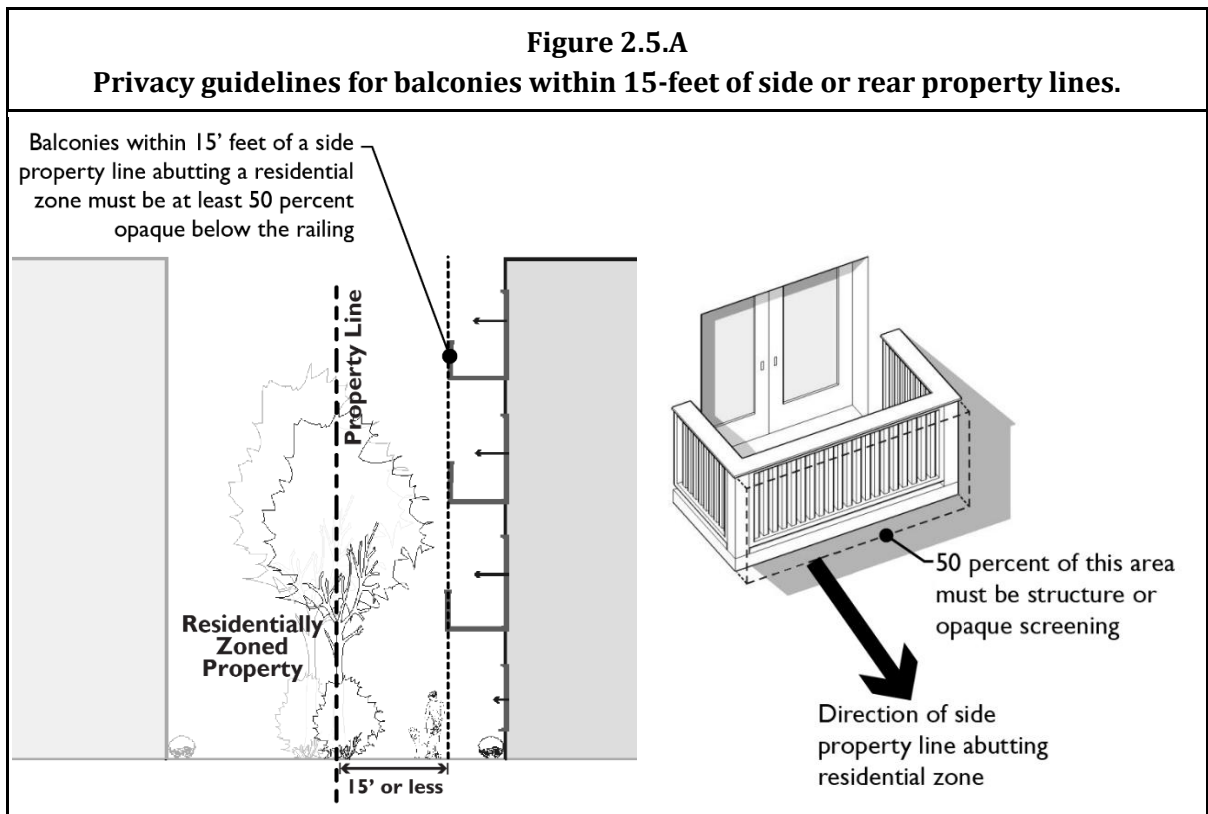 Figure 2.5.A
Privacy guidelines for balconies within 15-feet of side or rear property lines.
Balconies within 15' feet of a side
property line abutting a residential
zone must be at least 50 percent
opaque below the railing
Property Line
Residentially
Zoned
Property
15' or less
50 percent of this area
must be structure or
opaque screening
Direction of side
property line abutting
residential zone